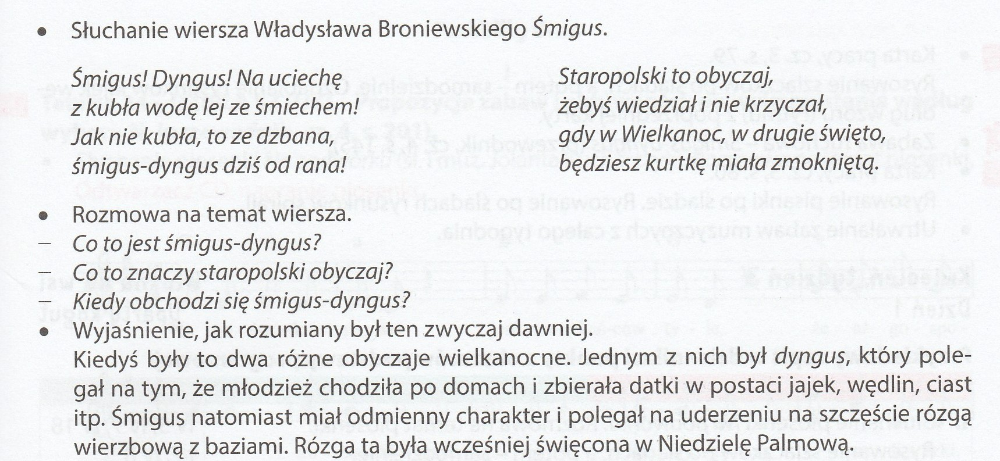 • Słuchanie wiersza Władysława Broniewskiego Śmigus.
Śmigus! Dyngus! Na uciechę
z kubła wodę lej ze śmiechem!
Jak nie kubła, to ze dzbana,
śmigus-dyngus dziś od rana!
Staropolski to obyczaj,
żebyś wiedział i nie krzyczał,
gdy w Wielkanoc, w drugie święto,
będziesz kurtkę miała zmokniętą.
• Rozmowa na temat wiersza.
– Co to jest śmigus-dyngus?
– Co to znaczy staropolski obyczaj?
– Kiedy obchodzi się śmigus-dyngus?
• Wyjaśnienie, jak rozumiany był ten zwyczaj dawniej.
Kiedyś były to dwa różne obyczaje wielkanocne. Jednym z nich był dyngus, który pole-
gał na tym, że młodzież chodziła po domach i zbierała datki w postaci jajek, wędlin, ciast
itp. Śmigus natomiast miał odmienny charakter i polegał na uderzeniu na szczęście rózgą
wierzbową z baziami. Rózga ta była wcześniej święcona w Niedzielę Palmową.